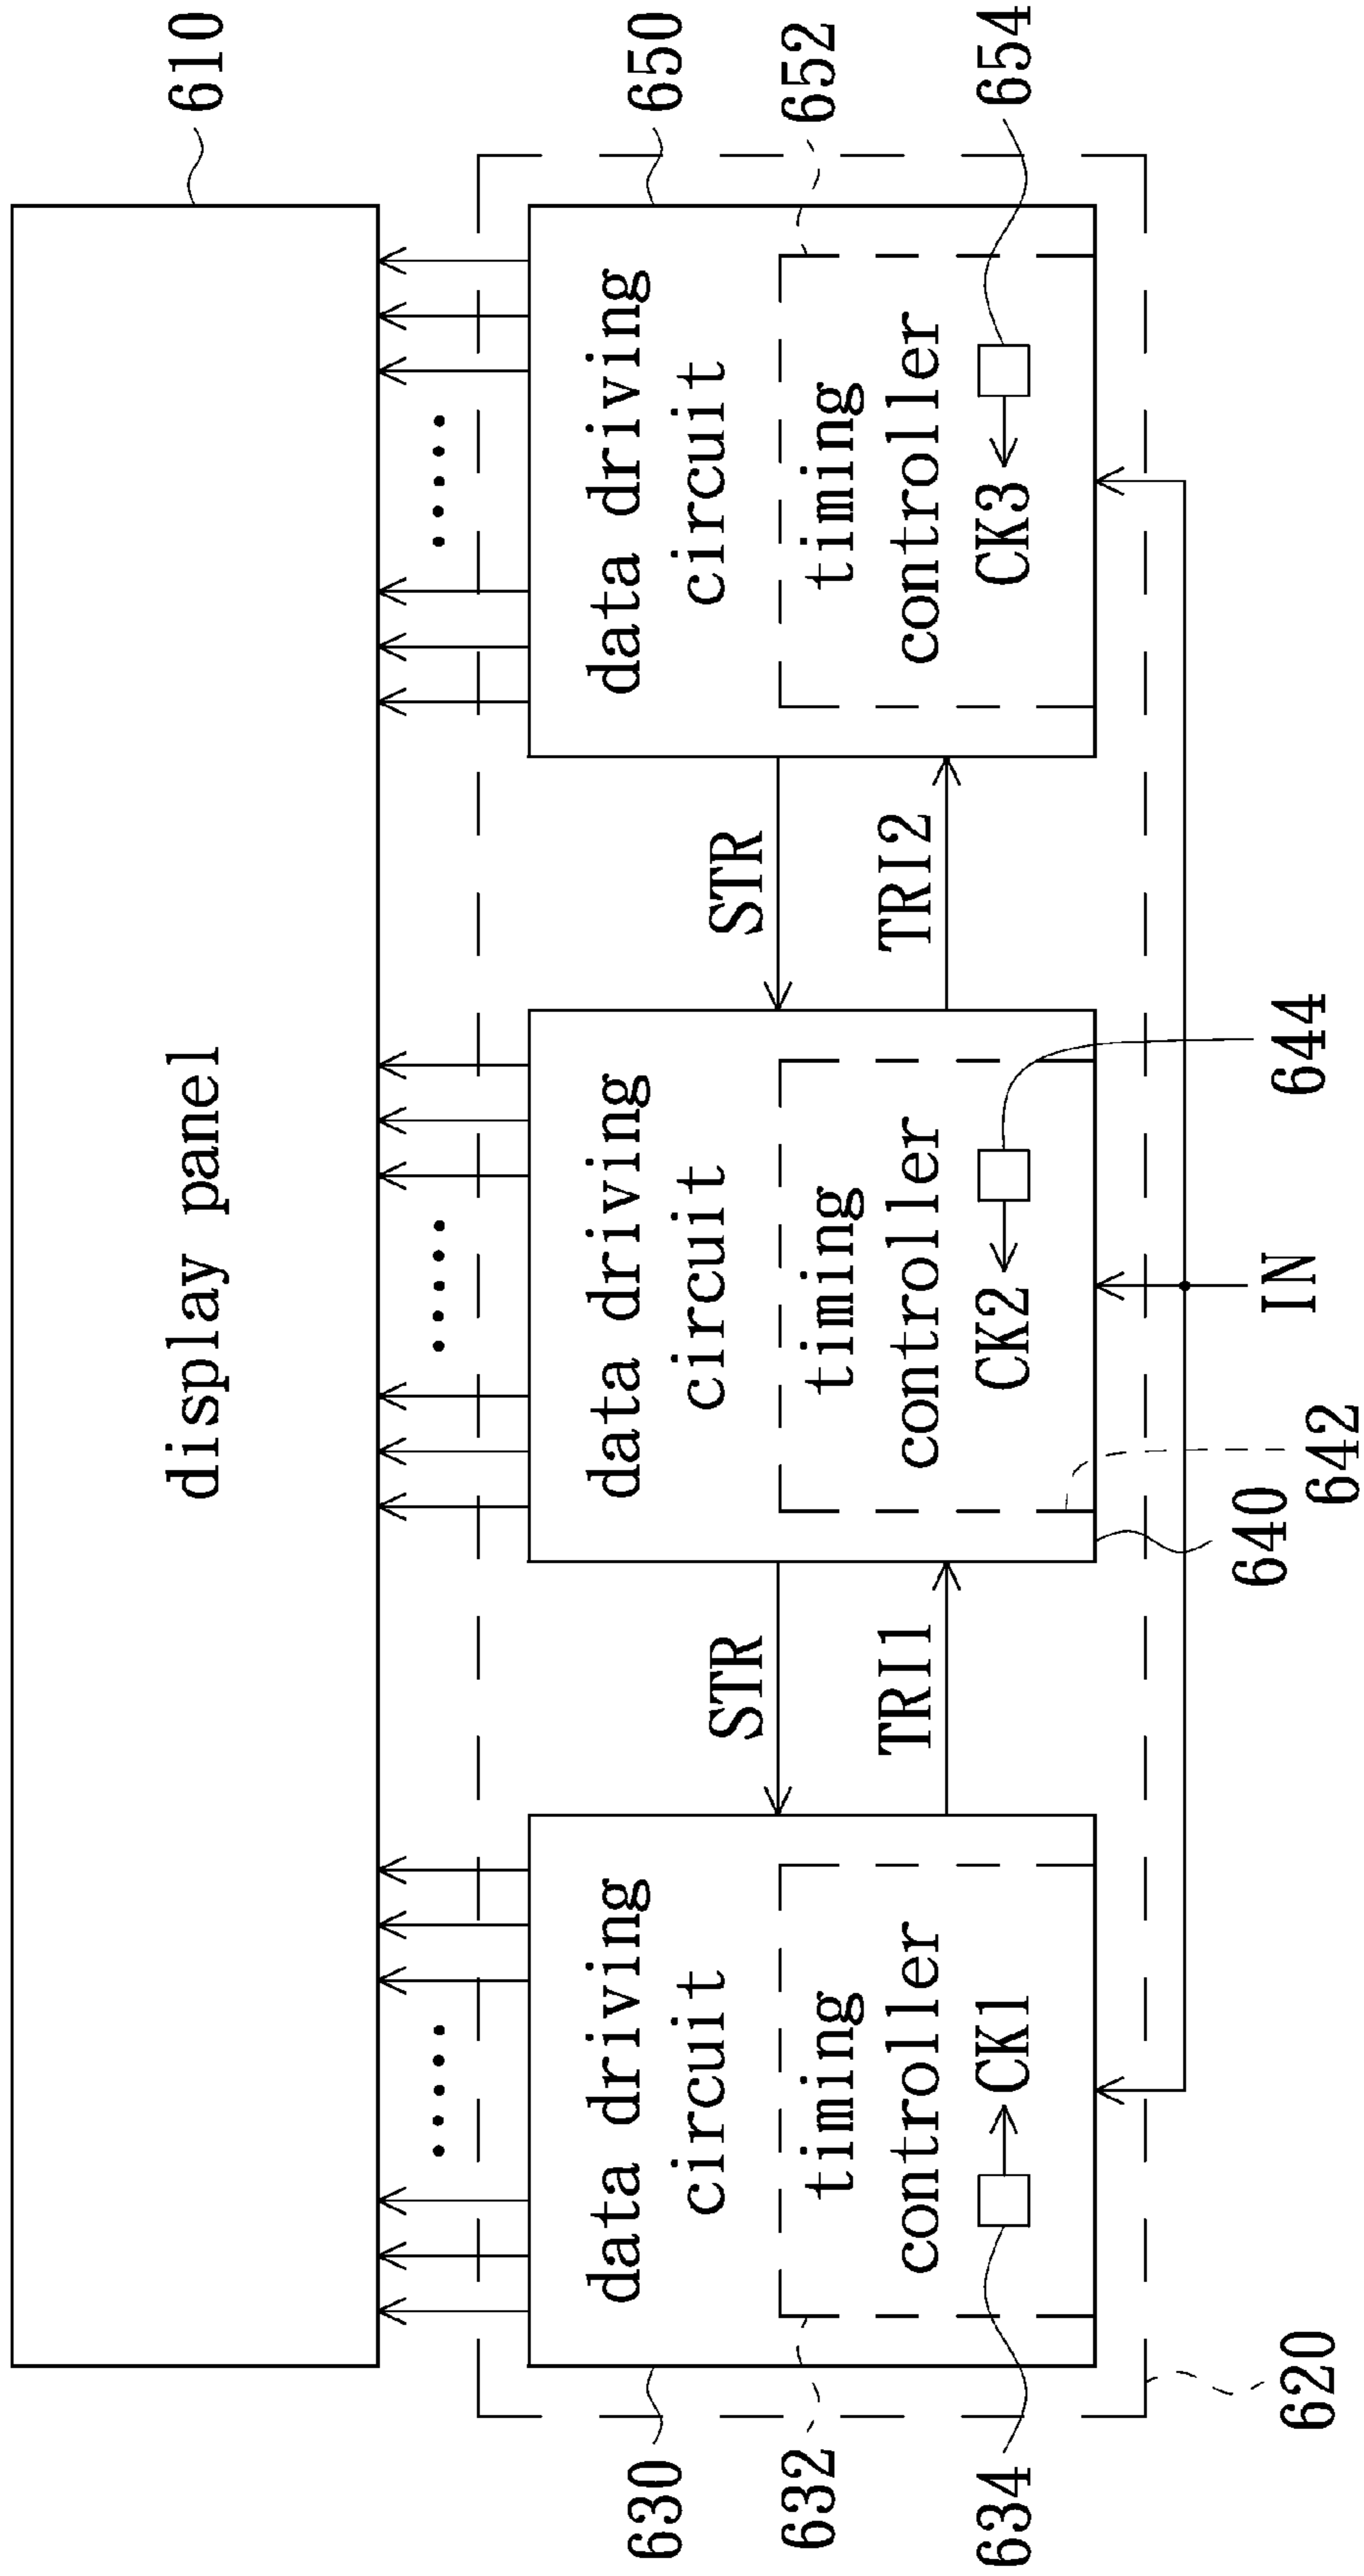 display panel
610
data driving
circuit
timing
controller
CK1
630
632
634
620
STR
TRI1
data driving
circuit
timing
controller
CK2
640
642
644
IN
STR
TRI2
data driving
circuit
timing
controller
CK3
650
652
654